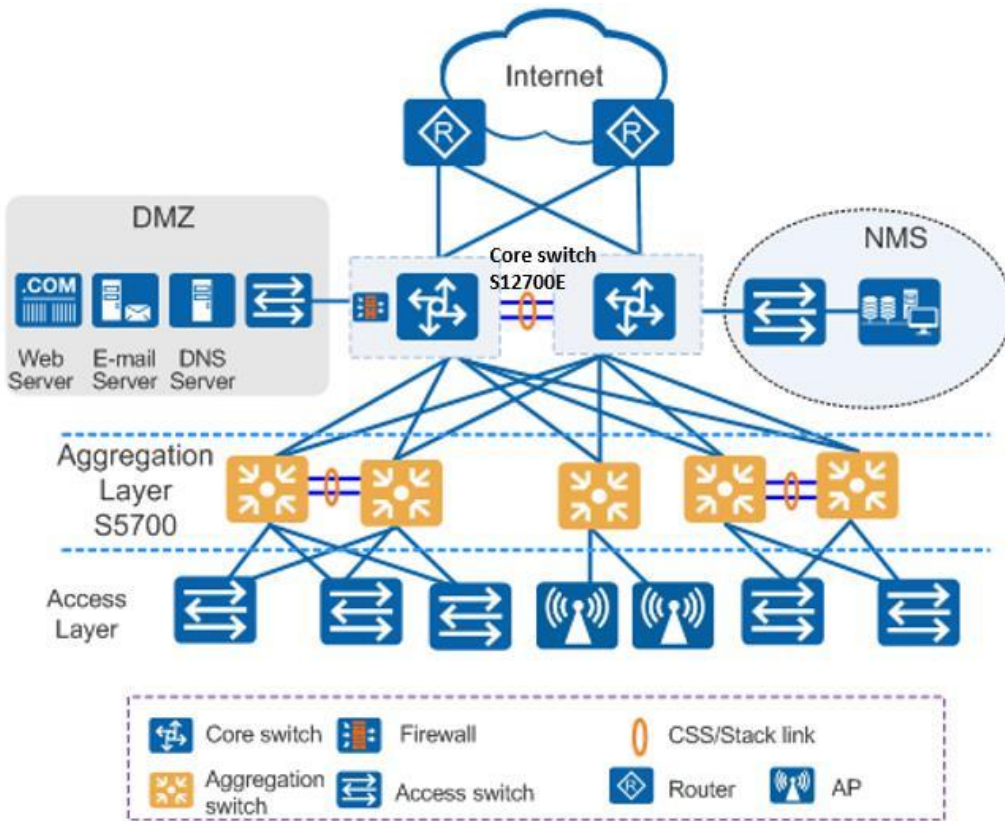 Internet
R
R
DMZ
.COM
Web
Server
E-mail
Server
DNS
Server
Core switch
S12700E
NMS
Aggregation
Layer
S5700
Access
Layer
Core switch
Firewall
CSS/Stack link
Aggregation
switch
Access switch
R
Router
AP